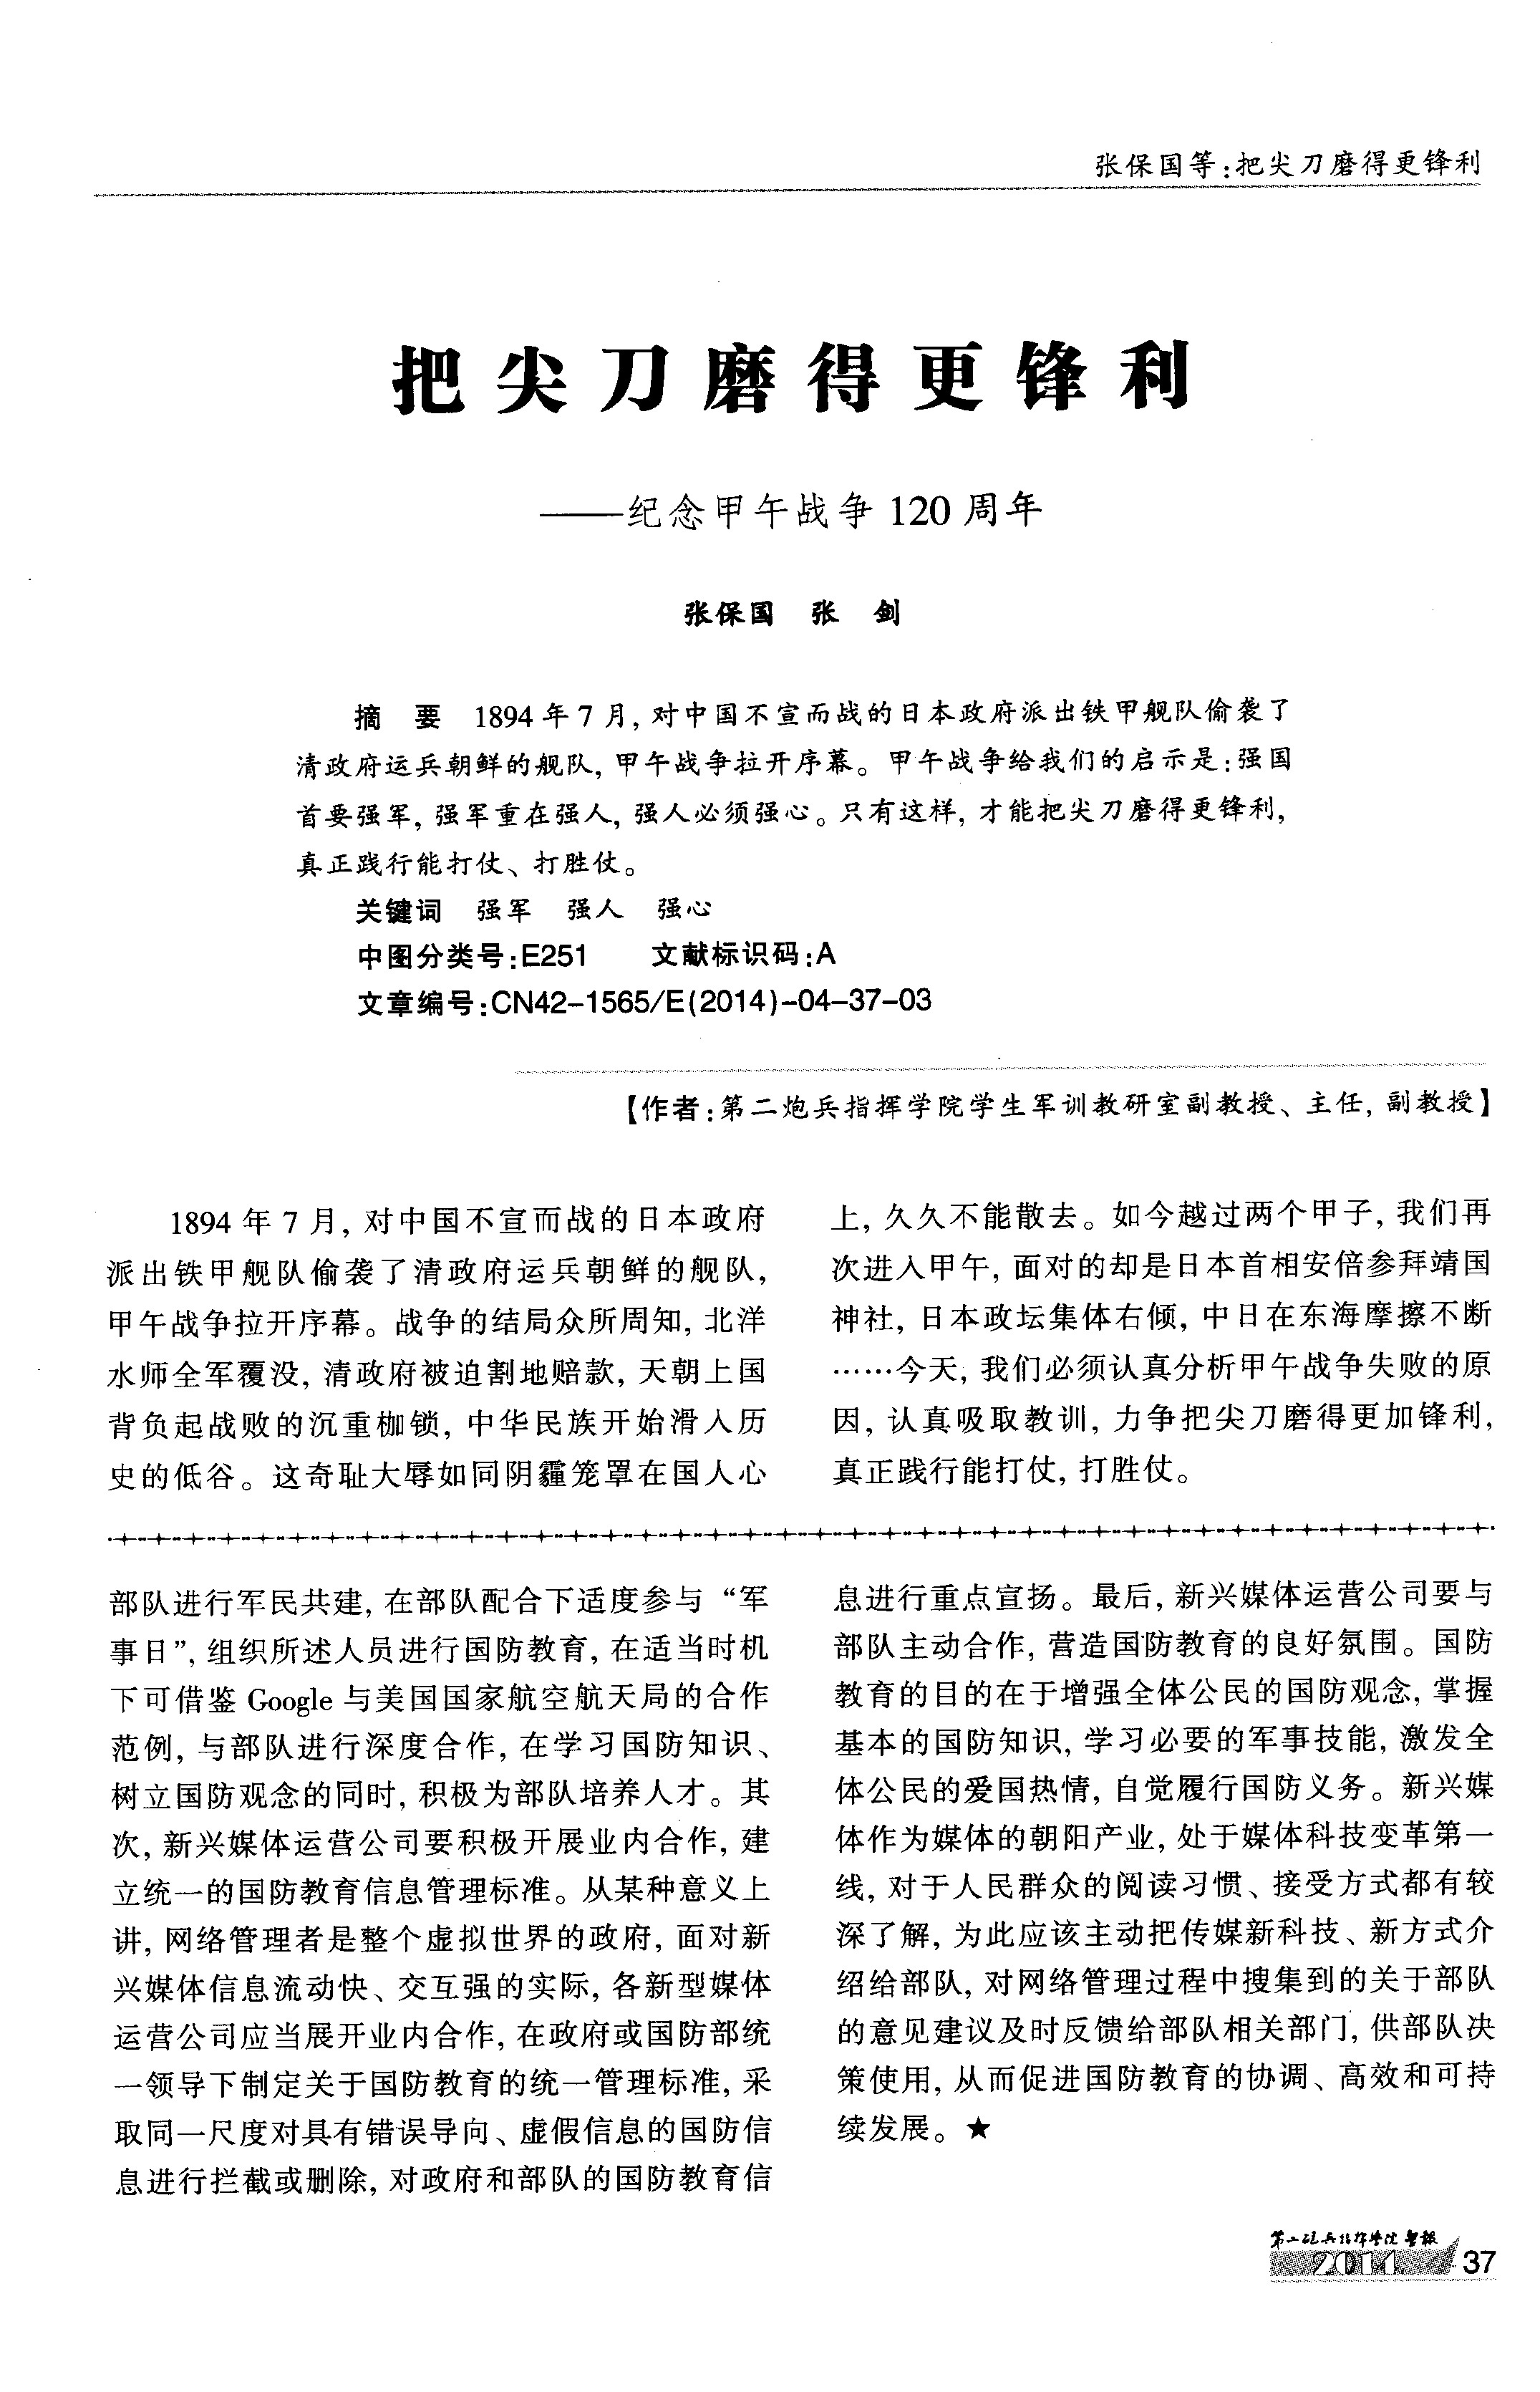 张保国等:把尖刀磨得更锋利
把尖刀磨得更锋利
——纪念甲午战争120周年
张保国 张 剑
摘 要 1894年7月,对中国不宣而战的日本政府派出铁甲舰队偷袭了
清政府运兵朝鲜的舰队,甲午战争拉开序幕。甲午战争给我们的启示是:强国
首要强军,强军重在强人,强人必须强心。只有这样,才能把尖刀磨得更锋利,
真正践行能打仗、打胜仗。
关键词 强军 强人 强心
中图分类号:E251 文献标识码:A
文章编号:CN42-1565/E(2014)-04-37-03
【作者:第二炮兵指挥学院学生军训教研室副教授、主任,副教授】
1894年7月,对中国不宣而战的日本政府
派出铁甲舰队偷袭了清政府运兵朝鲜的舰队,
甲午战争拉开序幕。战争的结局众所周知,北洋
水师全军覆没,清政府被迫割地赔款,天朝上国
背负起战败的沉重枷锁,中华民族开始滑入历
史的低谷。这奇耻大辱如同阴霾笼罩在国人心
上,久久不能散去。如今越过两个甲子,我们再
次进入甲午,面对的却是日本首相安倍参拜靖国
神社,日本政坛集体右倾,中日在东海摩擦不断
……今天,我们必须认真分析甲午战争失败的原
因,认真吸取教训,力争把尖刀磨得更加锋利,
真正践行能打仗,打胜仗。
部队进行军民共建,在部队配合下适度参与“军
事日”,组织所述人员进行国防教育,在适当时机
下可借鉴Google与美国国家航空航天局的合作
范例,与部队进行深度合作,在学习国防知识、
树立国防观念的同时,积极为部队培养人才。其
次,新兴媒体运营公司要积极开展业内合作,建
立统一的国防教育信息管理标准。从某种意义上
讲,网络管理者是整个虚拟世界的政府,面对新
兴媒体信息流动快、交互强的实际,各新型媒体
运营公司应当展开业内合作,在政府或国防部统
一领导下制定关于国防教育的统一管理标准,采
取同一尺度对具有错误导向、虚假信息的国防信
息进行拦截或删除,对政府和部队的国防教育信
息进行重点宣扬。最后,新兴媒体运营公司要与
部队主动合作,营造国防教育的良好氛围。国防
教育的目的在于增强全体公民的国防观念,掌握
基本的国防知识,学习必要的军事技能,激发全
体公民的爱国热情,自觉履行国防义务。新兴媒
体作为媒体的朝阳产业,处于媒体科技变革第一
线,对于人民群众的阅读习惯、接受方式都有较
深了解,为此应该主动把传媒新科技、新方式介
绍给部队,对网络管理过程中搜集到的关于部队
的意见建议及时反馈给部队相关部门,供部队决
策使用,从而促进国防教育的协调、高效和可持
续发展。★
第二炮兵指挥学院学报
2014 37